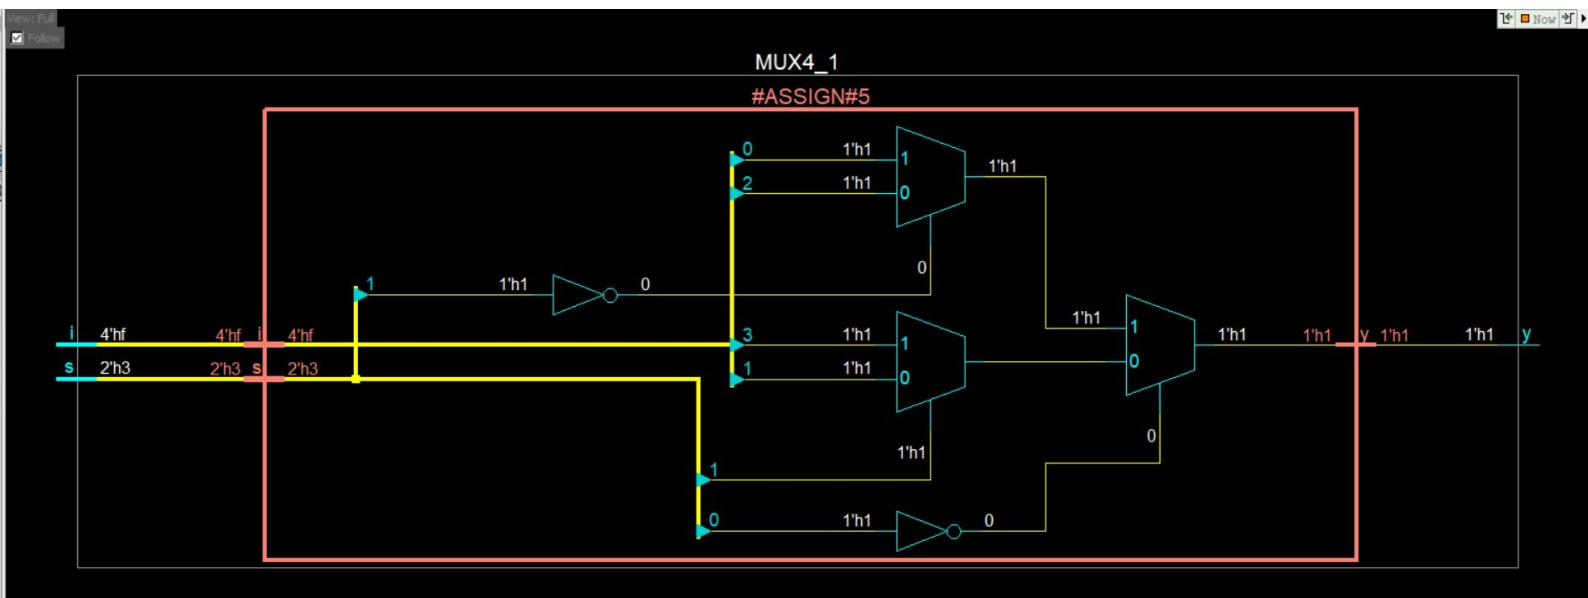 View: Full
Follow
Now
MUX4_1
#ASSIGN#5
0 1'h1 1
2 1'h1 0
1'h1
0
1 1'h1 0
i 4'hf 4'hf i 4'hf
s 2'h3 2'h3 s 2'h3
3 1'h1 1
1 1'h1 0
1'h1 1
0
1'h1 1'h1 y 1'h1 1'h1 y
0
1 1'h1
0 1'h1 0